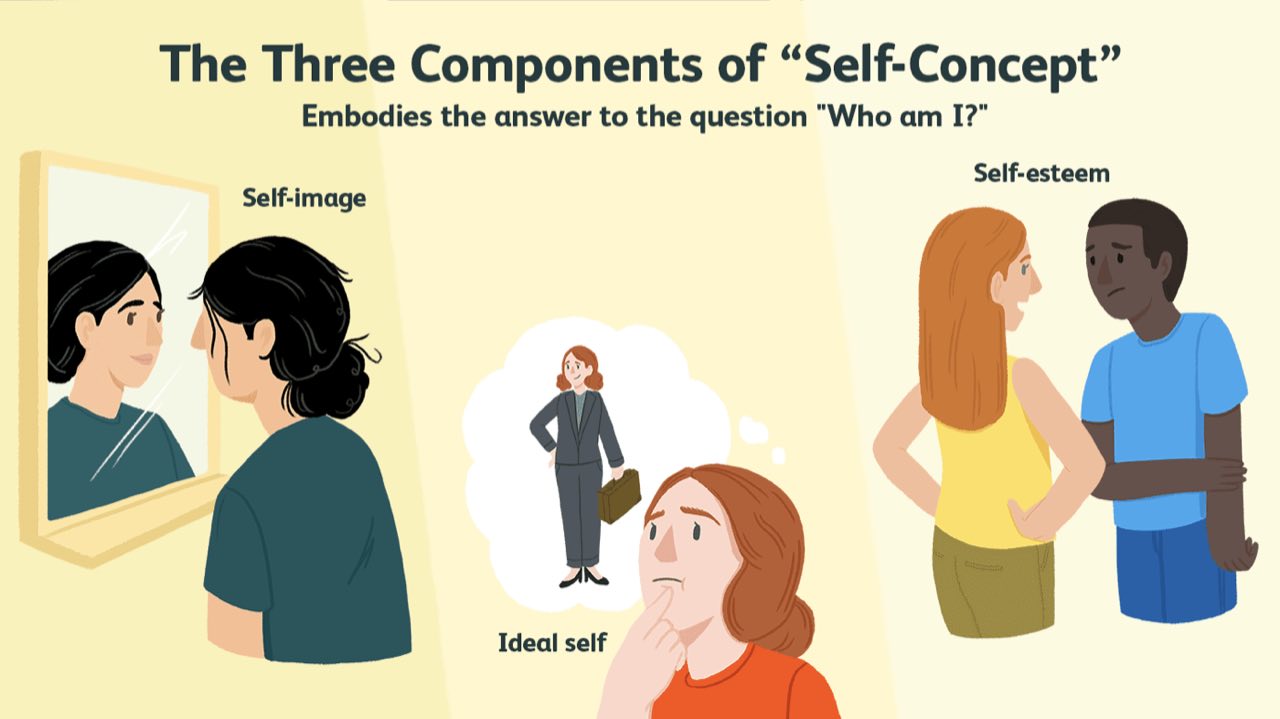 The Three Components of “Self-Concept”
Embodies the answer to the question "Who am I?"
Self-image
Self-esteem
Ideal self